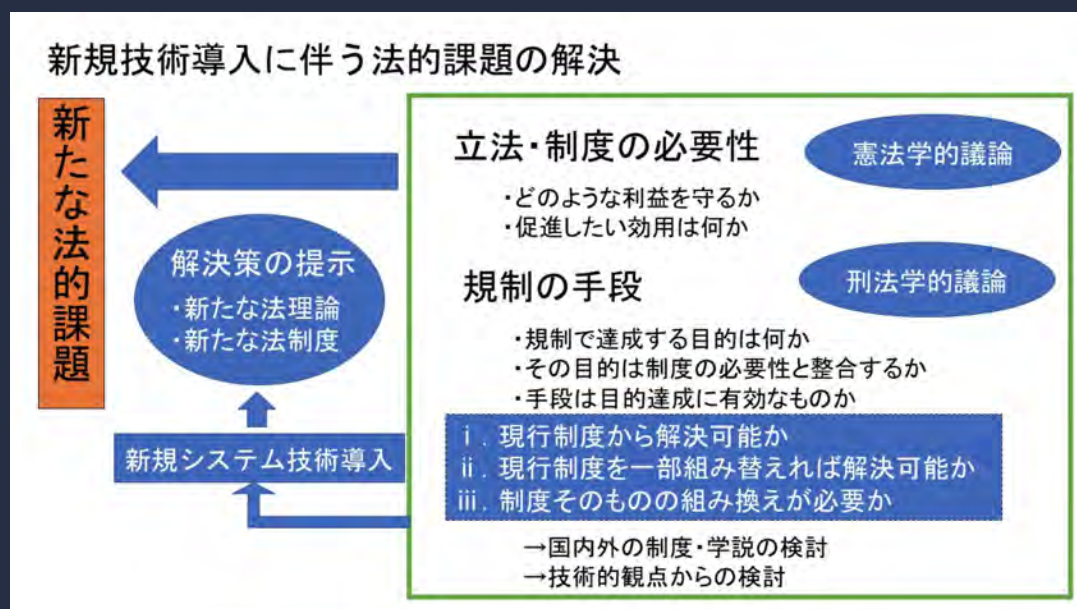 新規技術導入に伴う法的課題の解決
新たな法的課題
解決策の提示
・新たな法理論
・新たな法制度
新規システム技術導入
立法・制度の必要性
憲法学的議論
・どのような利益を守るか
・促進したい効用は何か
規制の手段
刑法学的議論
・規制で達成する目的は何か
・その目的は制度の必要性と整合するか
・手段は目的達成に有効なものか
ⅰ．現行制度から解決可能か
ⅱ．現行制度を一部組み替えれば解決可能か
ⅲ．制度そのものの組み換えが必要か
→国内外の制度・学説の検討
→技術的観点からの検討